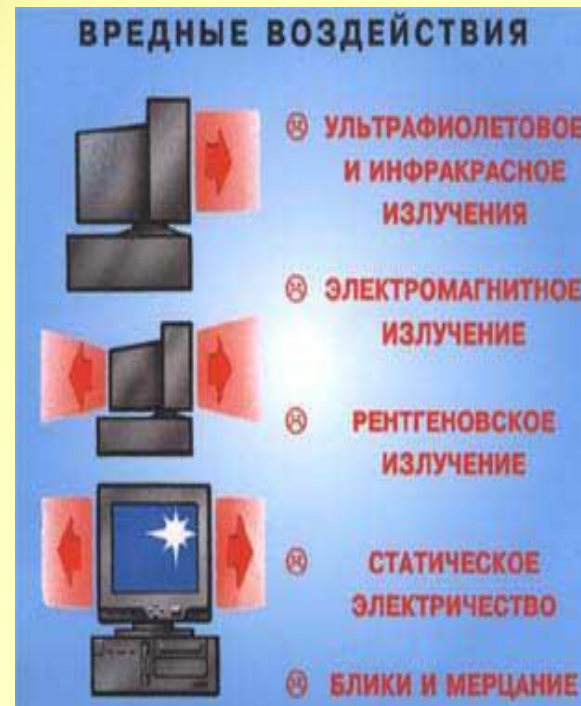 ВРЕДНЫЕ ВОЗДЕЙСТВИЯ
УЛЬТРАФИОЛЕТОВОЕ
И ИНФРАКРАСНОЕ
ИЗЛУЧЕНИЯ
ЭЛЕКТРОМАГНИТНОЕ
ИЗЛУЧЕНИЕ
РЕНТГЕНОВСКОЕ
ИЗЛУЧЕНИЕ
СТАТИЧЕСКОЕ
ЭЛЕКТРИЧЕСТВО
БЛИКИ И МЕРЦАНИЕ